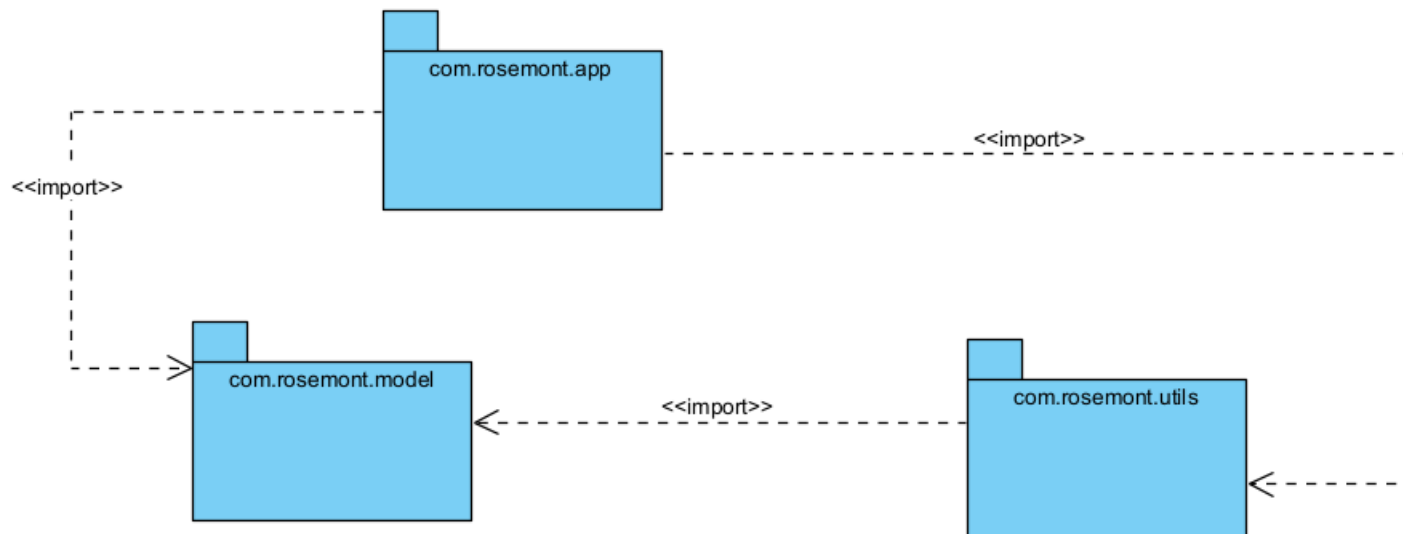 com.rosemont.app
<<import>>
<<import>>
com.rosemont.model
<<import>>
com.rosemont.utils